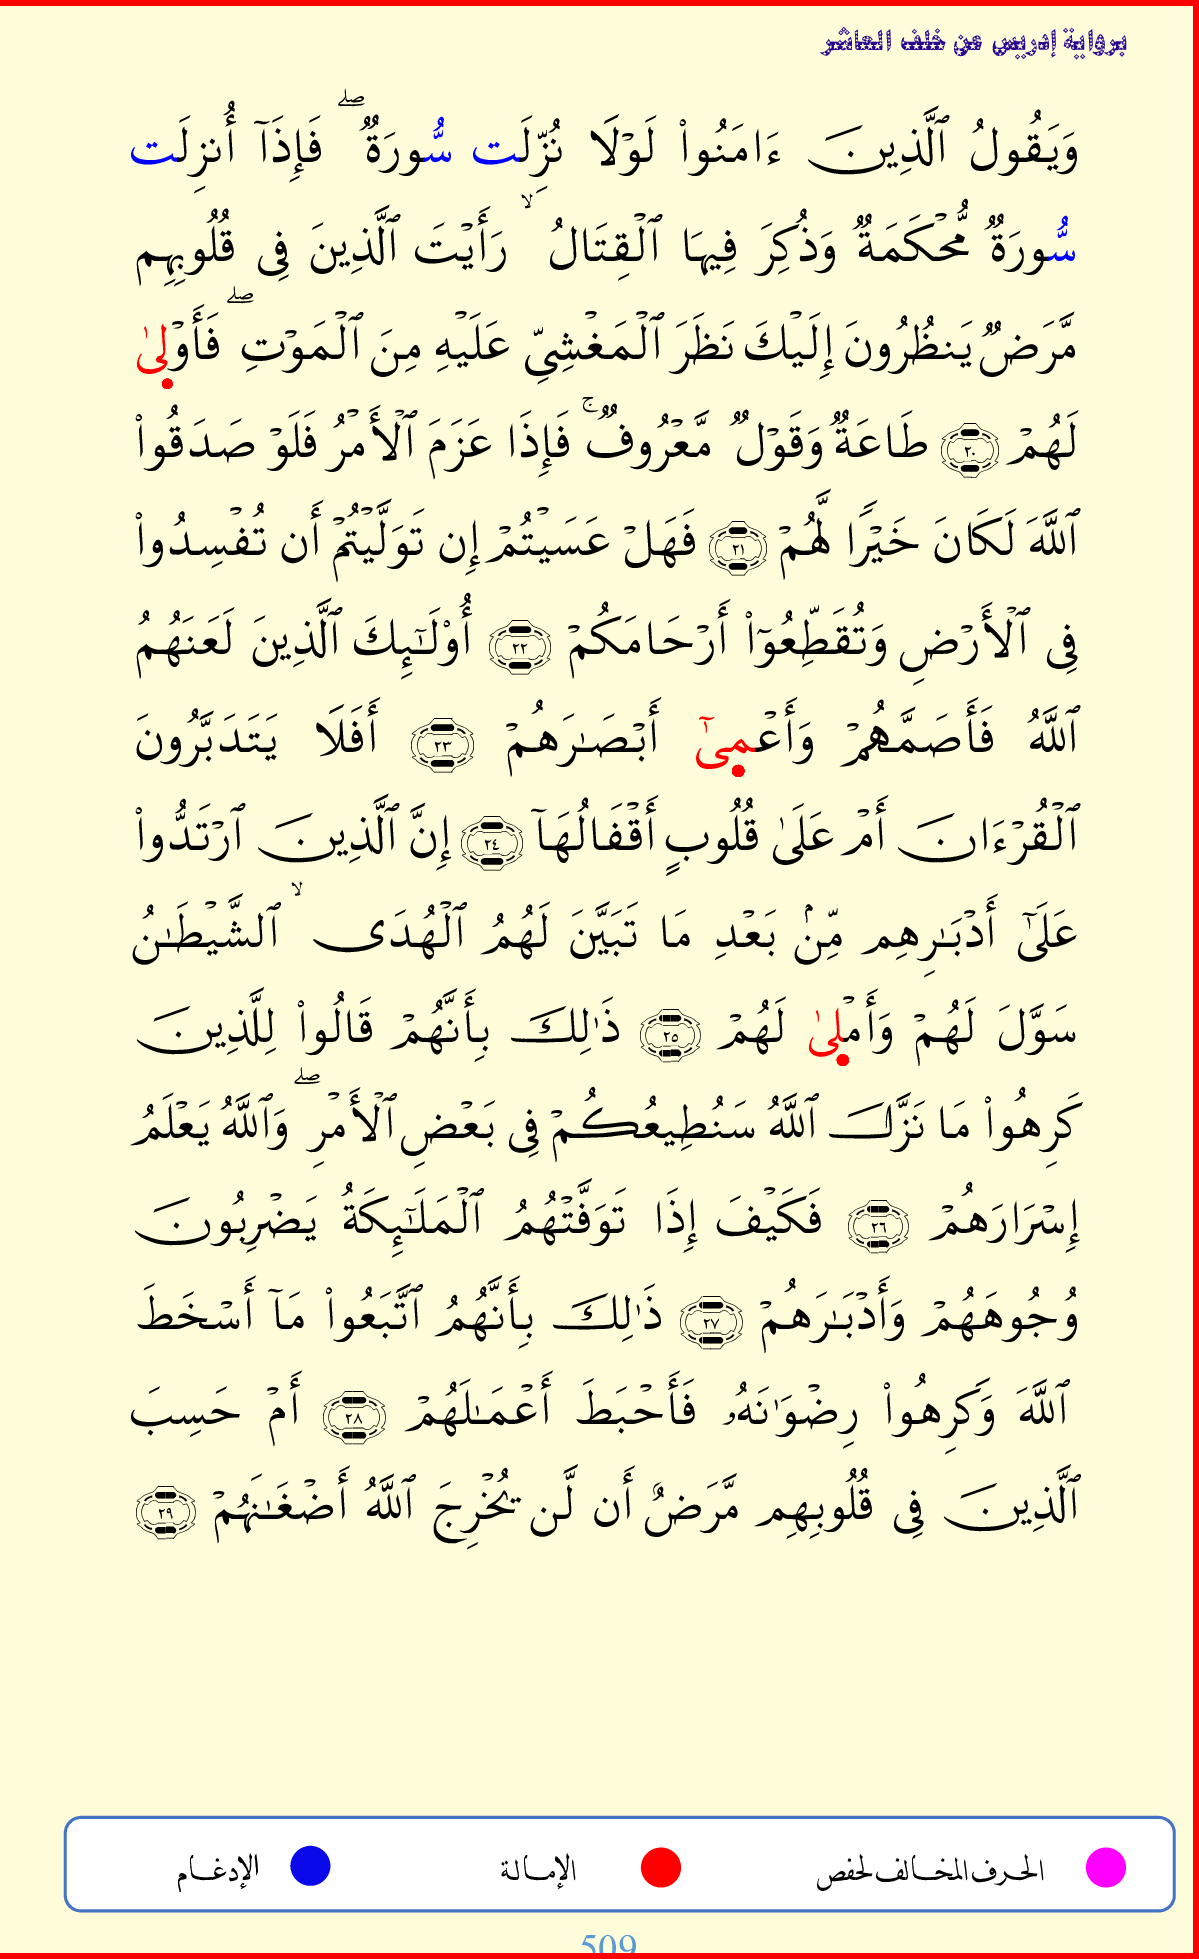 برواية إدريس عن خلف العاشر
وَيَقُولُ ٱلَّذِينَ ءَامَنُوا۟ لَوْلَا نُزِّلَت سُّورَةٌ ۖ فَإِذَآ أُنزِلَت
سُّورَةٌ مُّحْكَمَةٌ وَذُكِرَ فِيهَا ٱلْقِتَالُ ۙ رَأَيْتَ ٱلَّذِينَ فِى قُلُوبِهِم
مَّرَضٌ يَنظُرُونَ إِلَيْكَ نَظَرَ ٱلْمَغْشِىِّ عَلَيْهِ مِنَ ٱلْمَوْتِ ۖ فَأَوْلىٰ
لَهُمْ ٢٠ طَاعَةٌ وَقَوْلٌ مَّعْرُوفٌ ۚ فَإِذَا عَزَمَ ٱلْأَمْرُ فَلَوْ صَدَقُوا۟
ٱللَّهَ لَكَانَ خَيْرًا لَّهُمْ ٢١ فَهَلْ عَسَيْتُمْ إِن تَوَلَّيْتُمْ أَن تُفْسِدُوا۟
فِى ٱلْأَرْضِ وَتُقَطِّعُوٓا۟ أَرْحَامَكُمْ ٢٢ أُو۟لَـٰٓئِكَ ٱلَّذِينَ لَعَنَهُمُ
ٱللَّهُ فَأَصَمَّهُمْ وَأَعْمىٰٓ أَبْصَـٰرَهُمْ ٢٣ أَفَلَا يَتَدَبَّرُونَ
ٱلْقُرْءَانَ أَمْ عَلَىٰ قُلُوبٍ أَقْفَالُهَآ ٢٤ إِنَّ ٱلَّذِينَ ٱرْتَدُّوا۟
عَلَىٰٓ أَدْبَـٰرِهِم مِّنۢ بَعْدِ مَا تَبَيَّنَ لَهُمُ ٱلْهُدَى ۙ ٱلشَّيْطَـٰنُ
سَوَّلَ لَهُمْ وَأَمْلىٰ لَهُمْ ٢٥ ذَٰلِكَ بِأَنَّهُمْ قَالُوا۟ لِلَّذِينَ
كَرِهُوا۟ مَا نَزَّلَ ٱللَّهُ سَنُطِيعُكُمْ فِى بَعْضِ ٱلْأَمْرِ ۖ وَٱللَّهُ يَعْلَمُ
إِسْرَارَهُمْ ٢٦ فَكَيْفَ إِذَا تَوَفَّتْهُمُ ٱلْمَلَـٰٓئِكَةُ يَضْرِبُونَ
وُجُوهَهُمْ وَأَدْبَـٰرَهُمْ ٢٧ ذَٰلِكَ بِأَنَّهُمُ ٱتَّبَعُوا۟ مَآ أَسْخَطَ
ٱللَّهَ وَكَرِهُوا۟ رِضْوَٰنَهُۥ فَأَحْبَطَ أَعْمَـٰلَهُمْ ٢٨ أَمْ حَسِبَ
ٱلَّذِينَ فِى قُلُوبِهِم مَّرَضٌ أَن لَّن يُخْرِجَ ٱللَّهُ أَضْغَـٰنَهُمْ ٢٩
الحرف المخالف لحفص الإمالة الإدغام
509